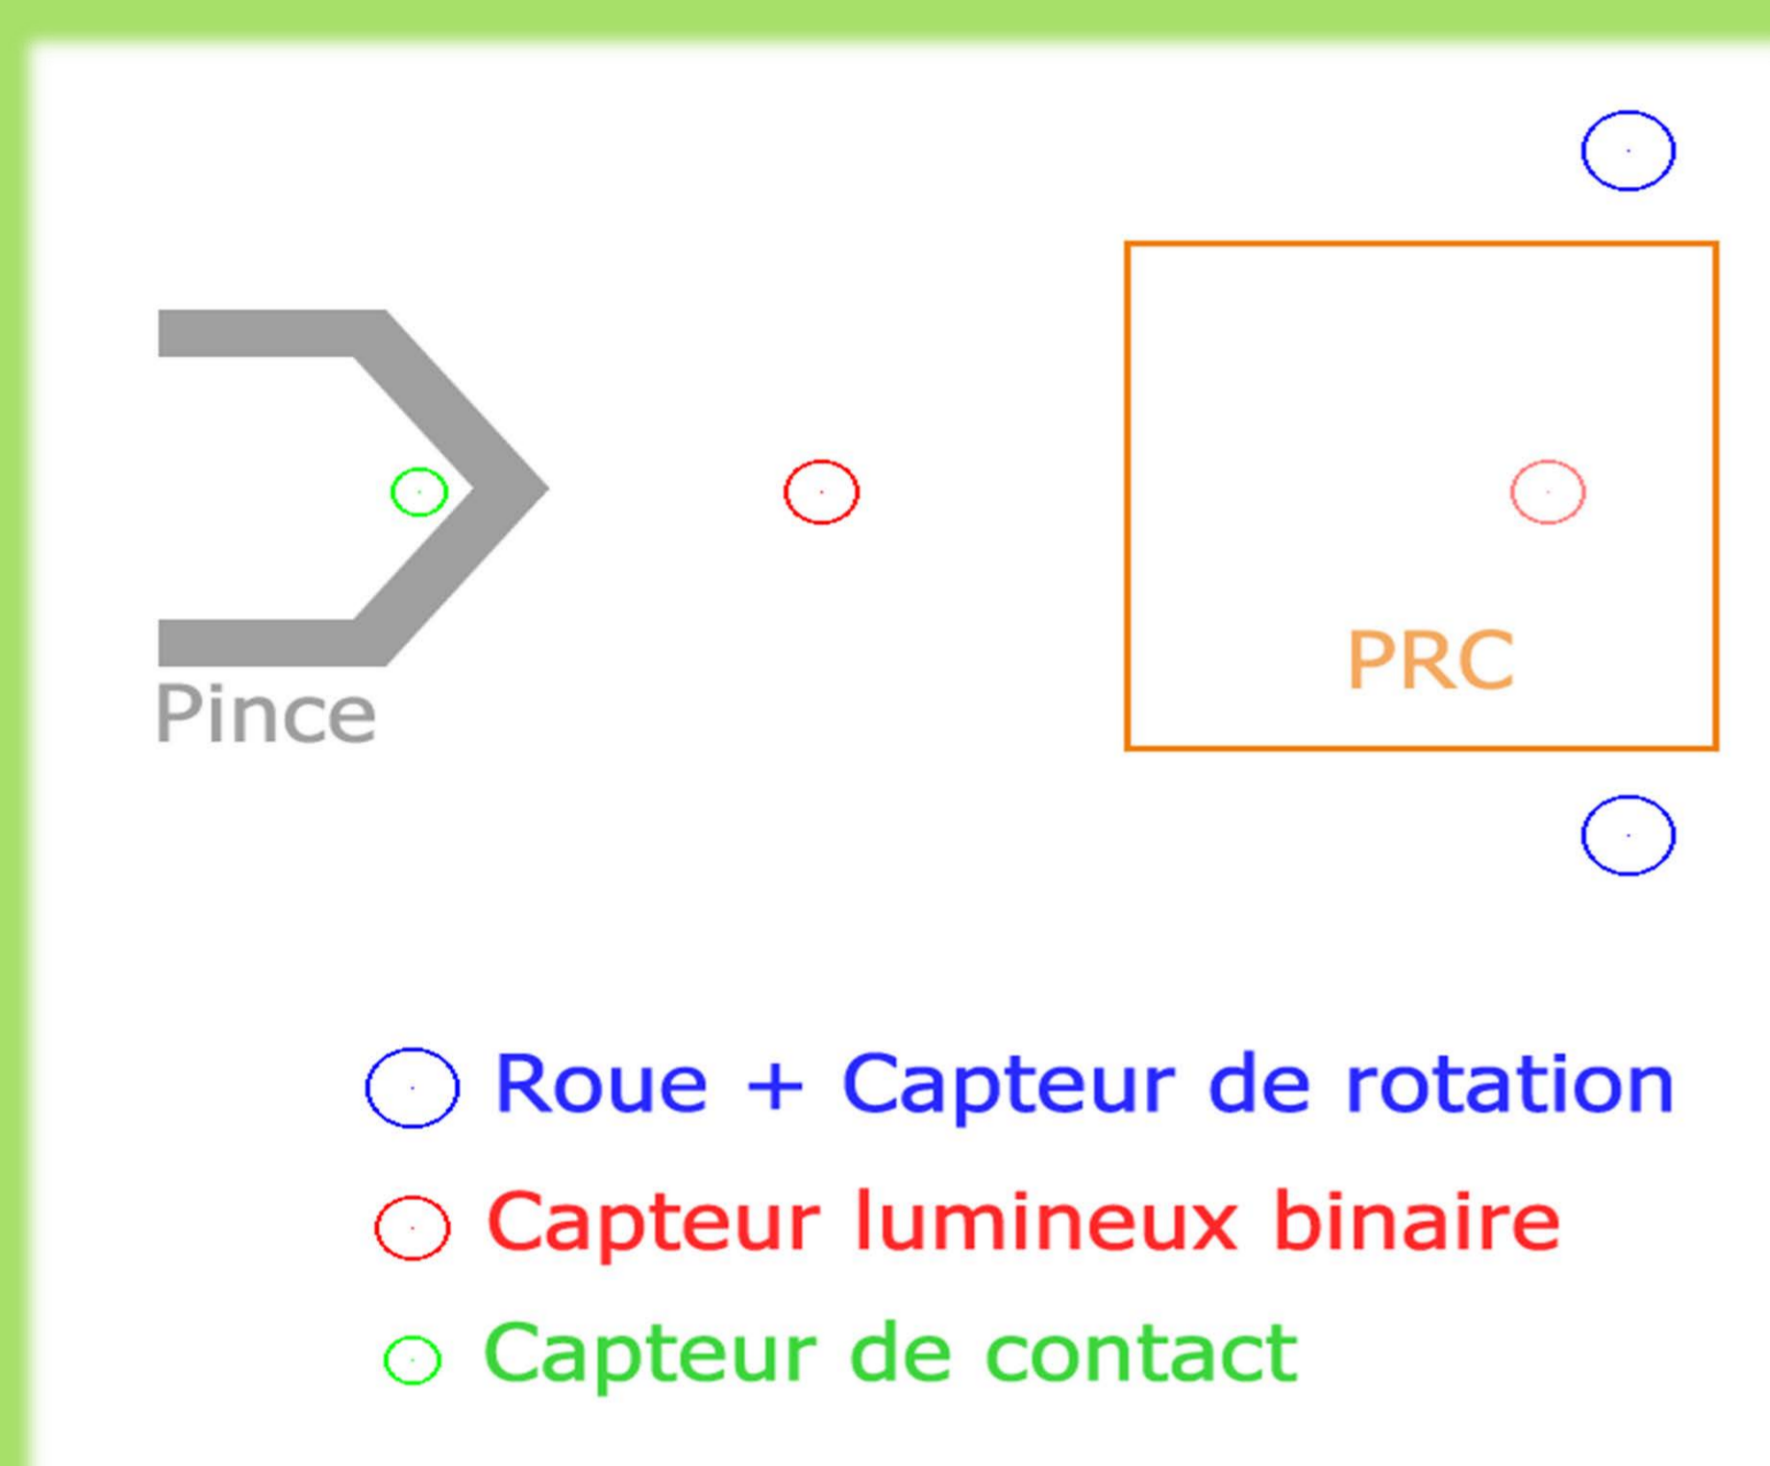 PRC
Pince
Roue + Capteur de rotation
Capteur lumineux binaire
Capteur de contact